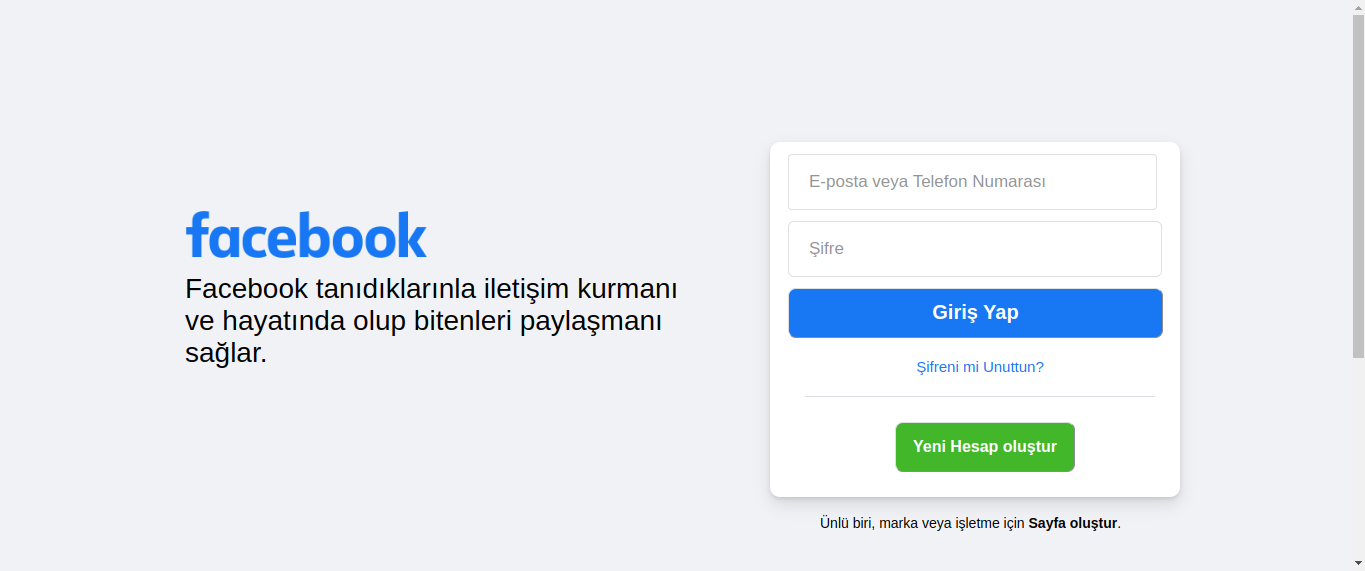 facebook
Facebook tanıdıklarınla iletişim kurmanı
ve hayatında olup bitenleri paylaşmanı
sağlar.
E-posta veya Telefon Numarası
Şifre
Giriş Yap
Şifreni mi Unuttun?
Yeni Hesap oluştur
Ünlü biri, marka veya işletme için Sayfa oluştur.